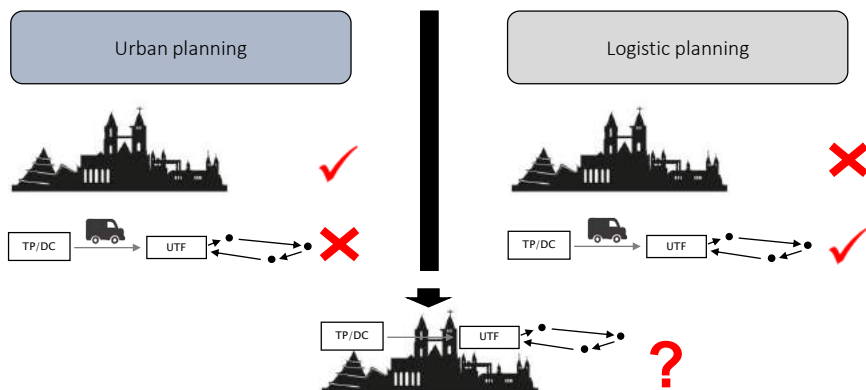 Urban planning
Logistic planning
TP/DC
UTF
TP/DC
UTF
TP/DC
UTF
?